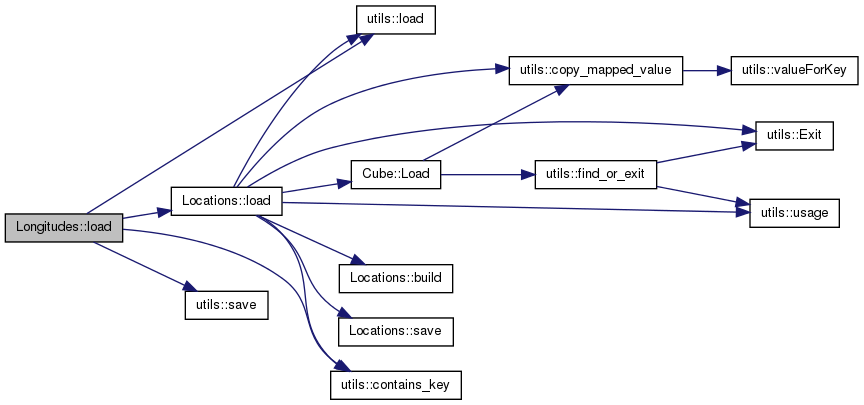 utils::load
utils::copy_mapped_value
utils::valueForKey
utils::Exit
Cube::Load
utils::find_or_exit
Locations::load
utils::usage
Longitudes::load
Locations::build
utils::save
Locations::save
utils::contains_key